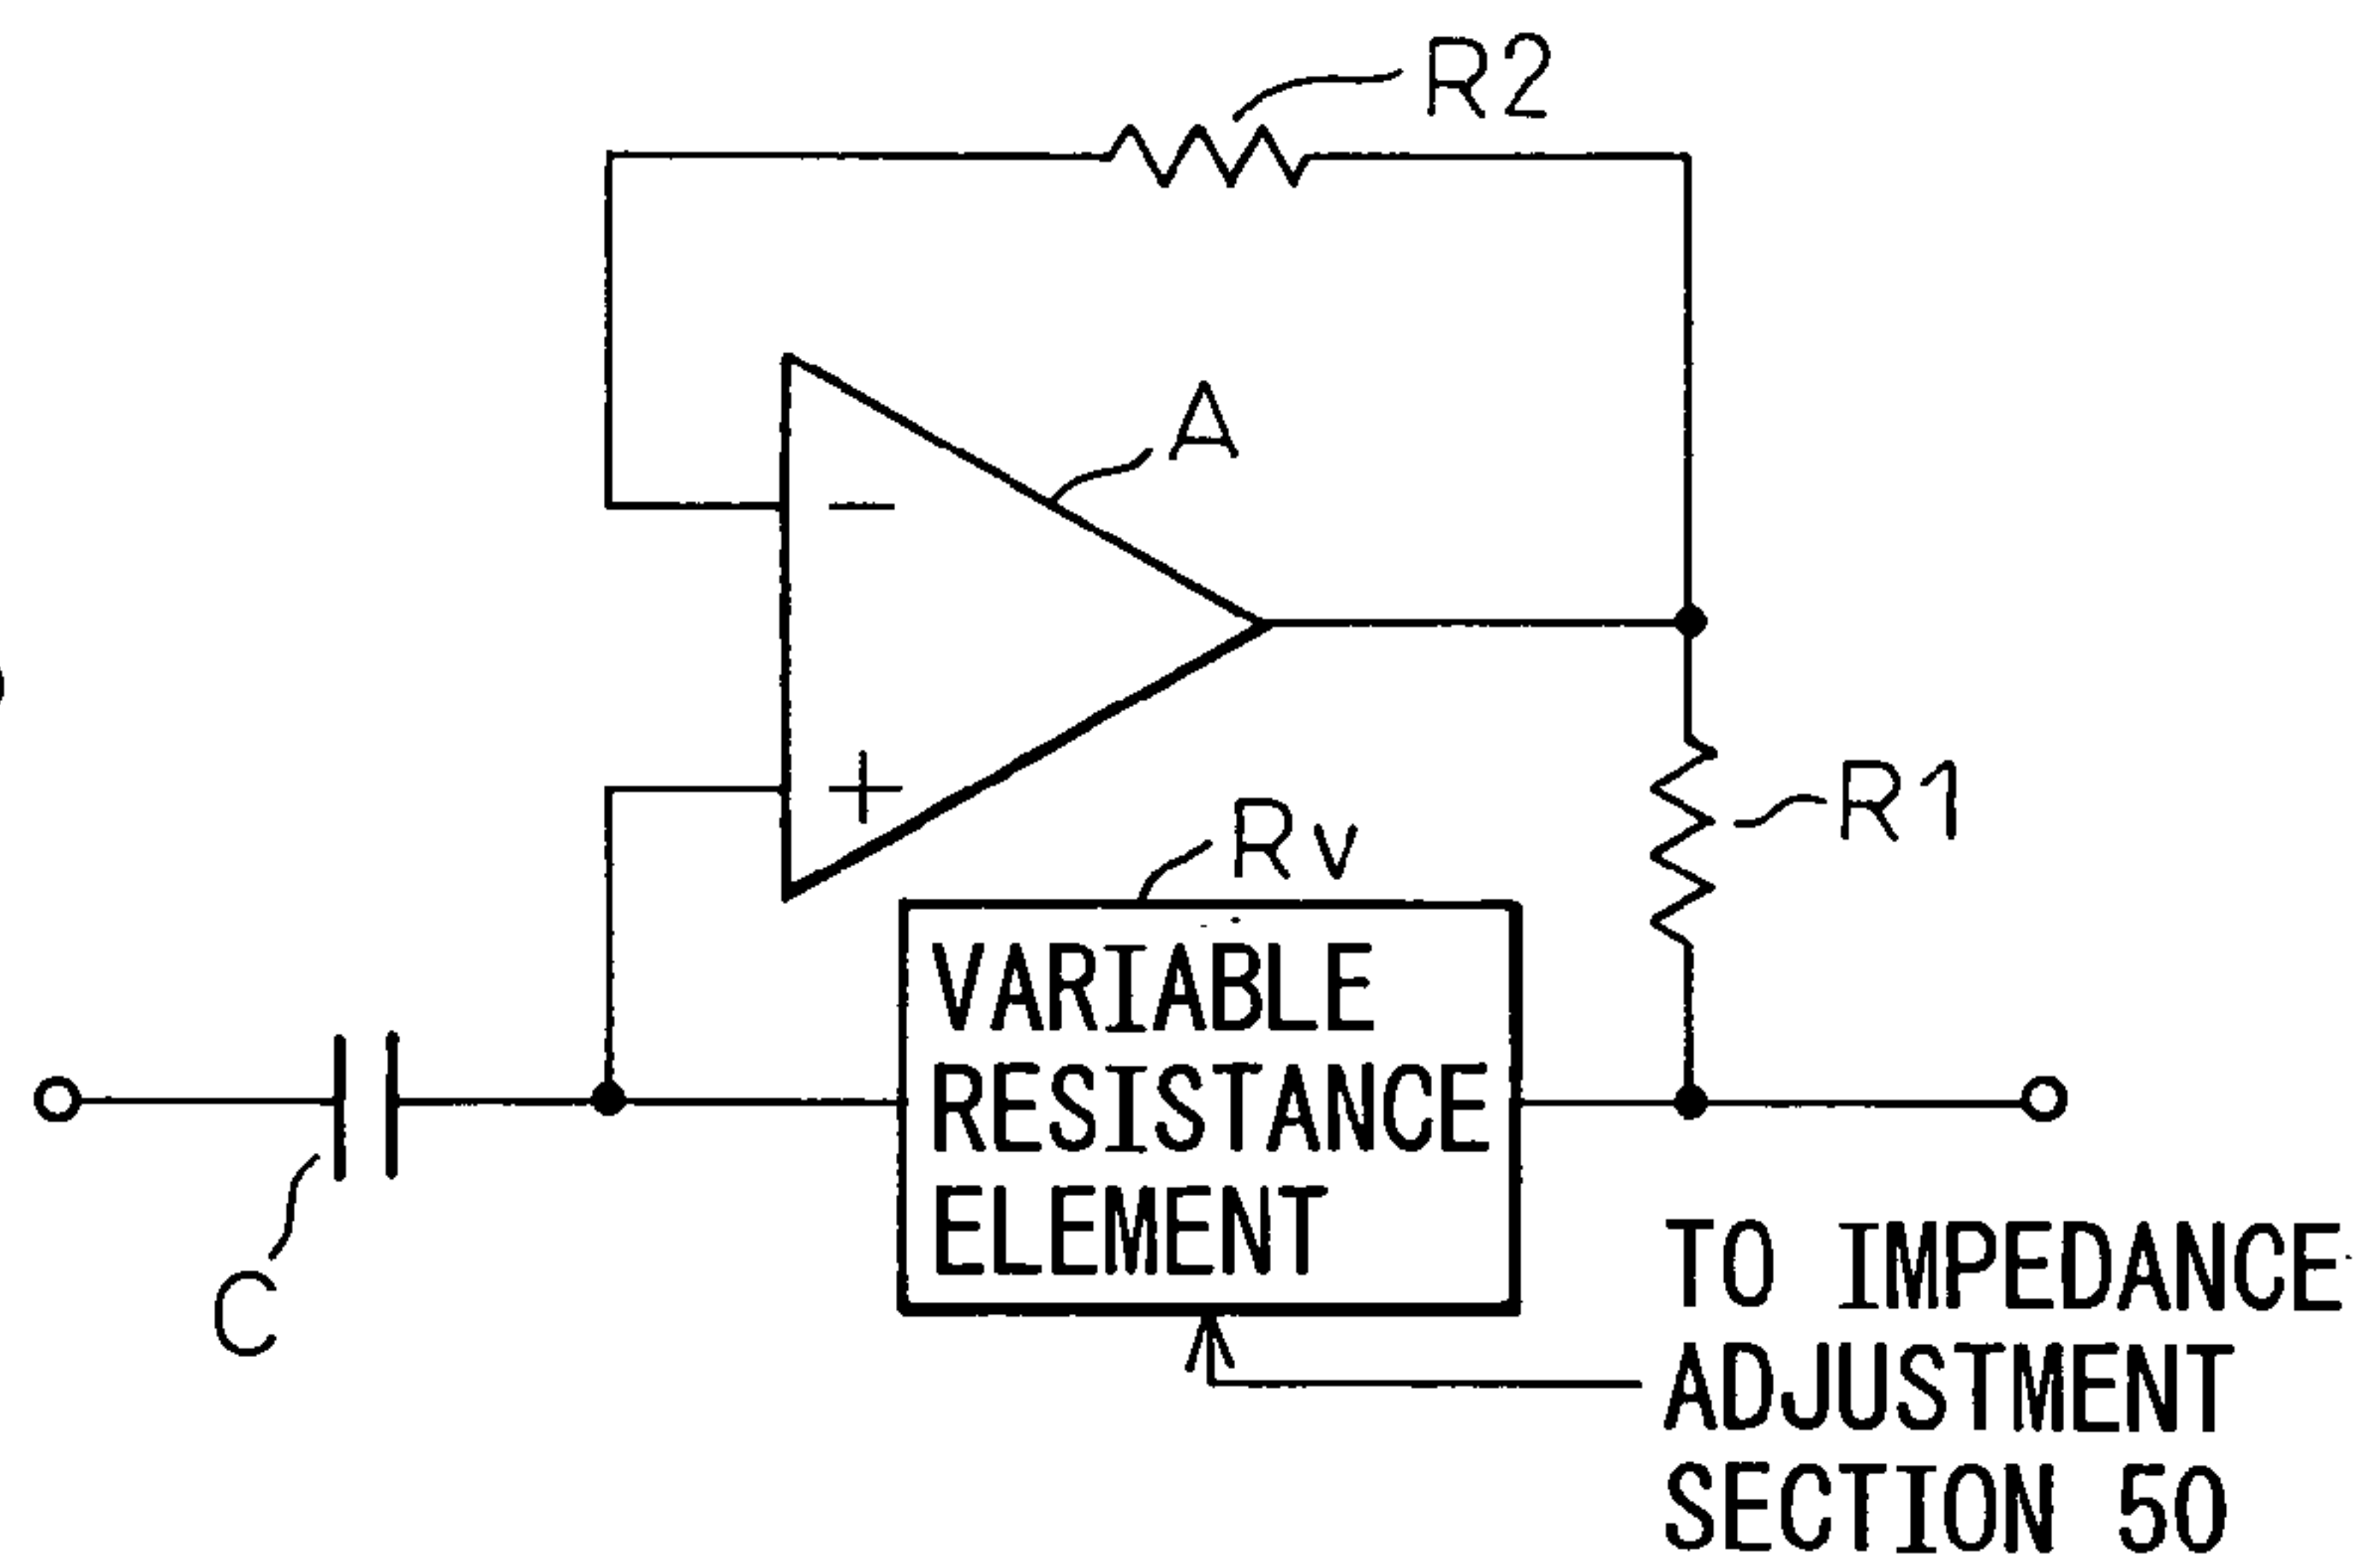 R2
A
−
+
R1
Rv
VARIABLE
RESISTANCE
ELEMENT
C
TO IMPEDANCE
ADJUSTMENT
SECTION 50